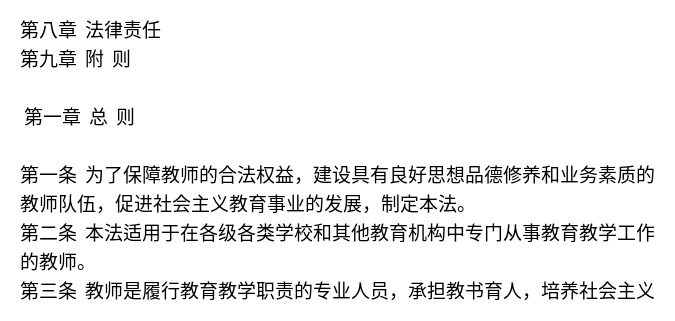 第八章 法律责任
第九章 附 则
第一章 总 则
第一条 为了保障教师的合法权益，建设具有良好思想品德修养和业务素质的
教师队伍，促进社会主义教育事业的发展，制定本法。
第二条 本法适用于在各级各类学校和其他教育机构中专门从事教育教学工作
的教师。
第三条 教师是履行教育教学职责的专业人员，承担教书育人，培养社会主义